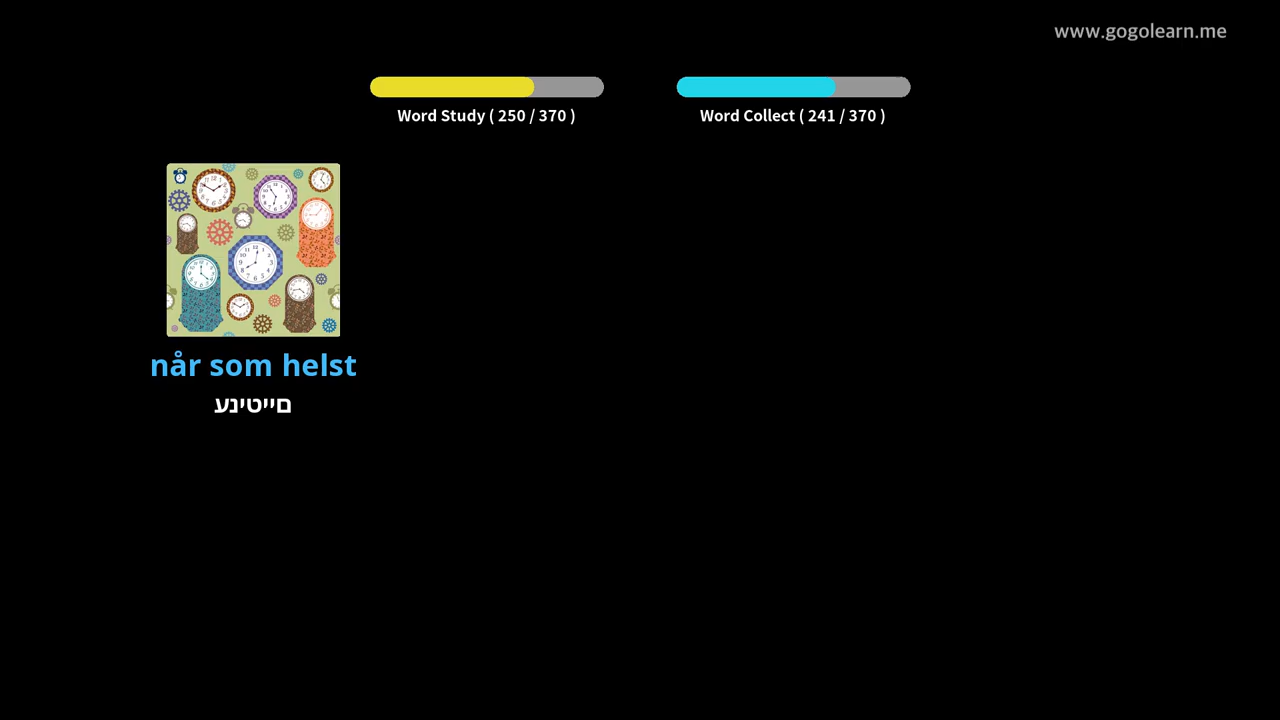 www.gogolearn.me
Word Study ( 250 / 370 )
Word Collect ( 241 / 370 )
når som helst
םייטינע